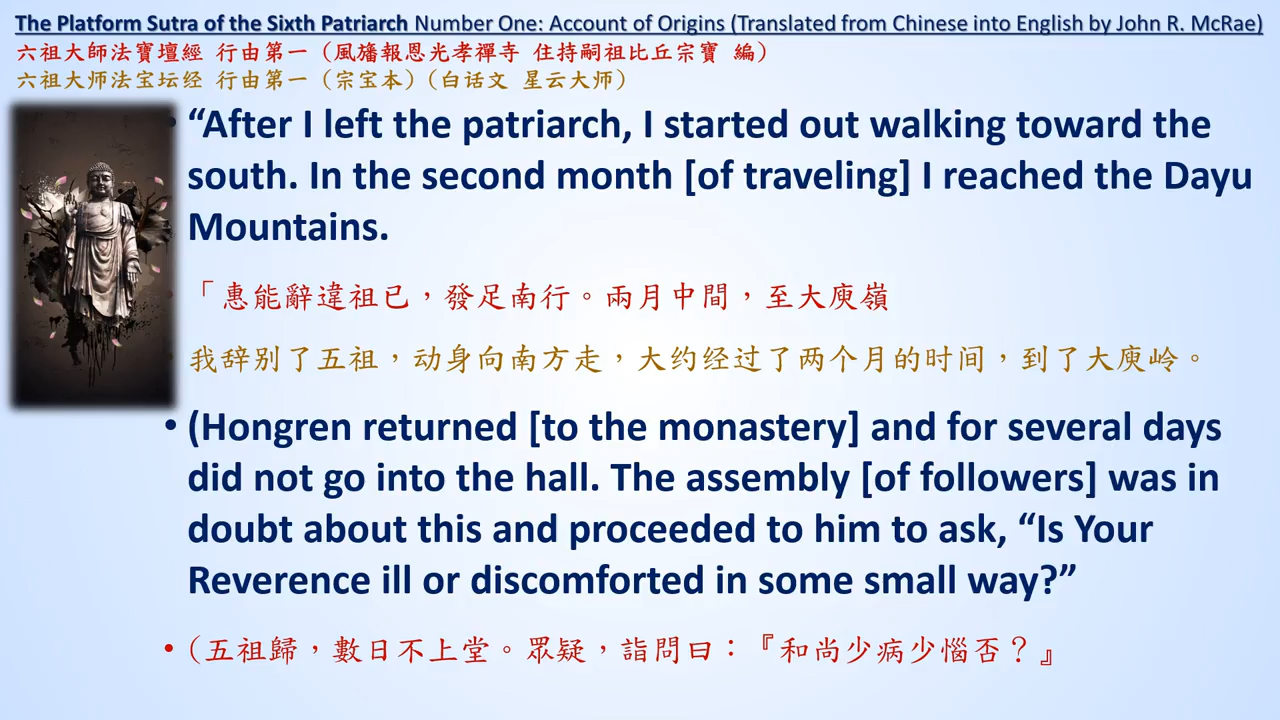 The Platform Sutra of the Sixth Patriarch Number One: Account of Origins (Translated from Chinese into English by John R. McRae)
六祖大師法寶壇經 行由第一（風旛報恩光孝禪寺 住持嗣祖比丘宗寶 編）
六祖大师法宝坛经 行由第一（宗宝本）（白话文 星云大师）
• “After I left the patriarch, I started out walking toward the
south. In the second month [of traveling] I reached the Dayu
Mountains.
「惠能辭違祖已，發足南行。兩月中間，至大庾嶺
我辞别了五祖，动身向南方走，大约经过了两个月的时间，到了大庾岭。
• (Hongren returned [to the monastery] and for several days
did not go into the hall. The assembly [of followers] was in
doubt about this and proceeded to him to ask, “Is Your
Reverence ill or discomforted in some small way?”
• （五祖歸，數日不上堂。眾疑，詣問曰：『和尚少病少惱否？』